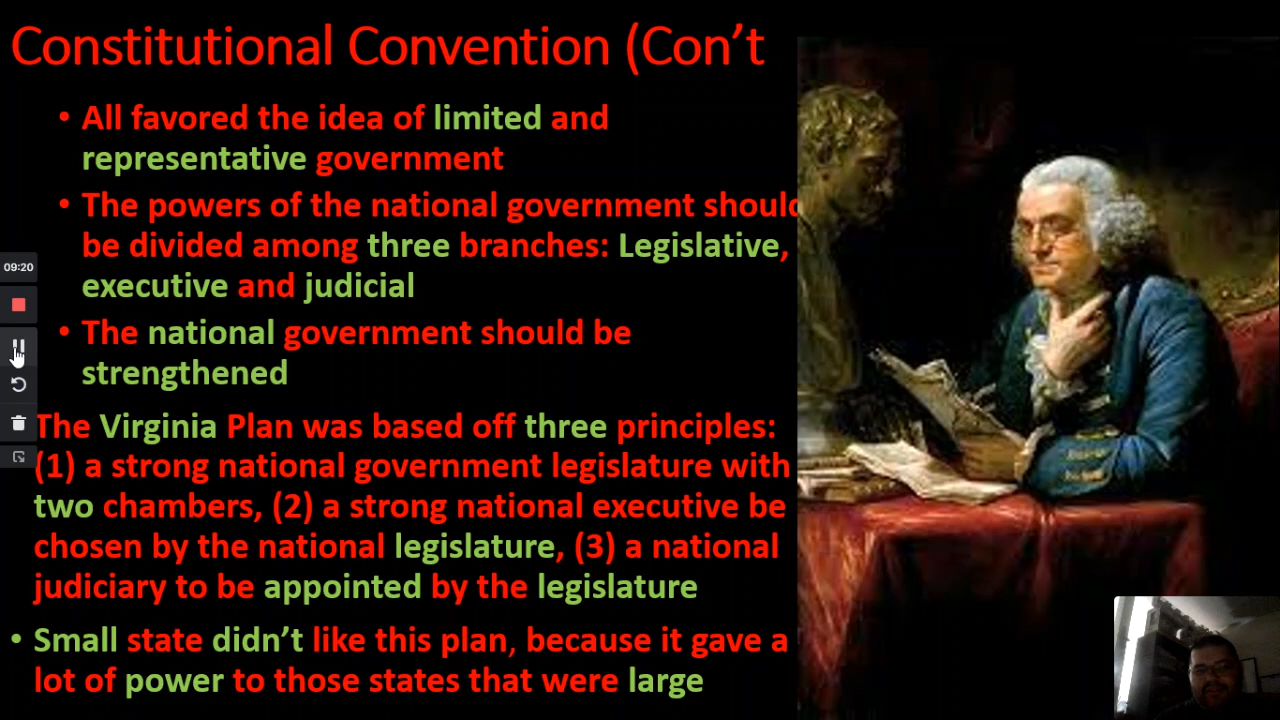 Constitutional Convention (Con't
• All favored the idea of limited and
representative government
• The powers of the national government should
be divided among three branches: Legislative,
executive and judicial
• The national government should be
strengthened
09:20
The Virginia Plan was based off three principles:
(1) a strong national government legislature with
two chambers, (2) a strong national executive be
chosen by the national legislature, (3) a national
judiciary to be appointed by the legislature
• Small state didn't like this plan, because it gave a
lot of power to those states that were large